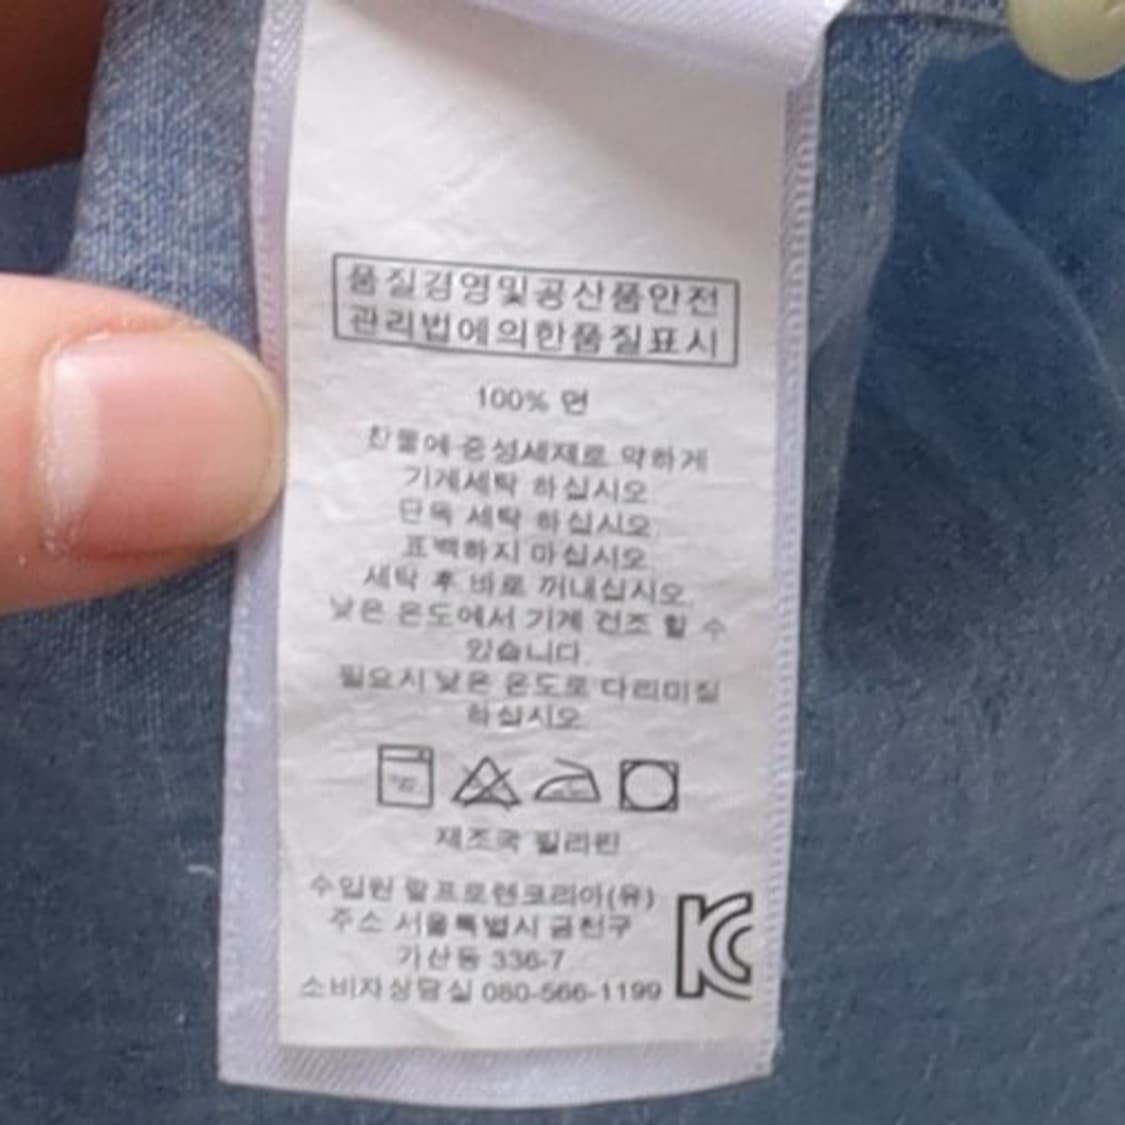 품질경영및공산품안전
관리법에의한품질표시
100% 면
찬물에 중성세제로 약하게
기계세탁 하십시오.
단독 세탁 하십시오.
표백하지 마십시오.
세탁 후 바로 꺼내십시오.
낮은 온도에서 기계 건조 할 수
있습니다.
필요시 낮은 온도로 다리미질
하십시오.
제조국 필리핀
수입원 랄프로렌코리아(유)
주소 서울특별시 금천구
가산동 336-7
소비자상담실 080-566-1199